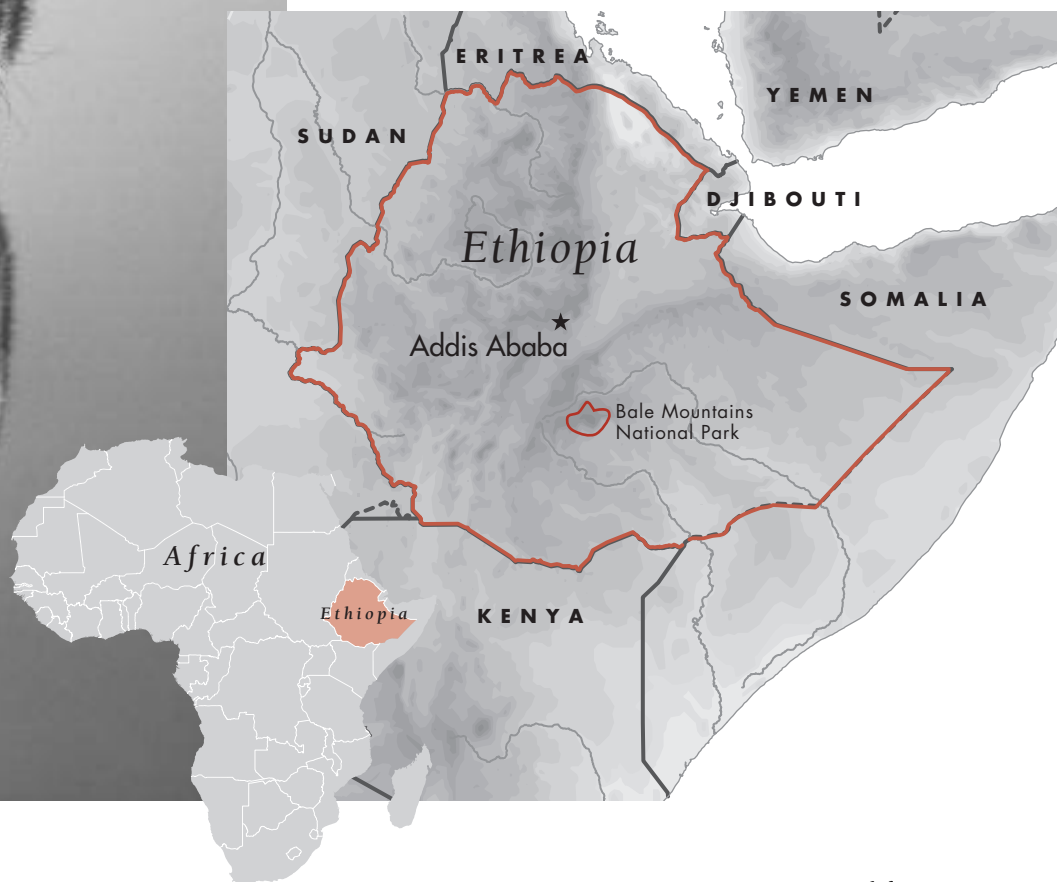 ERITREA
YEMEN
SUDAN
DJIBOUTI
Ethiopia
SOMALIA
Addis Ababa
Bale Mountains
National Park
Africa
Ethiopia
KENYA